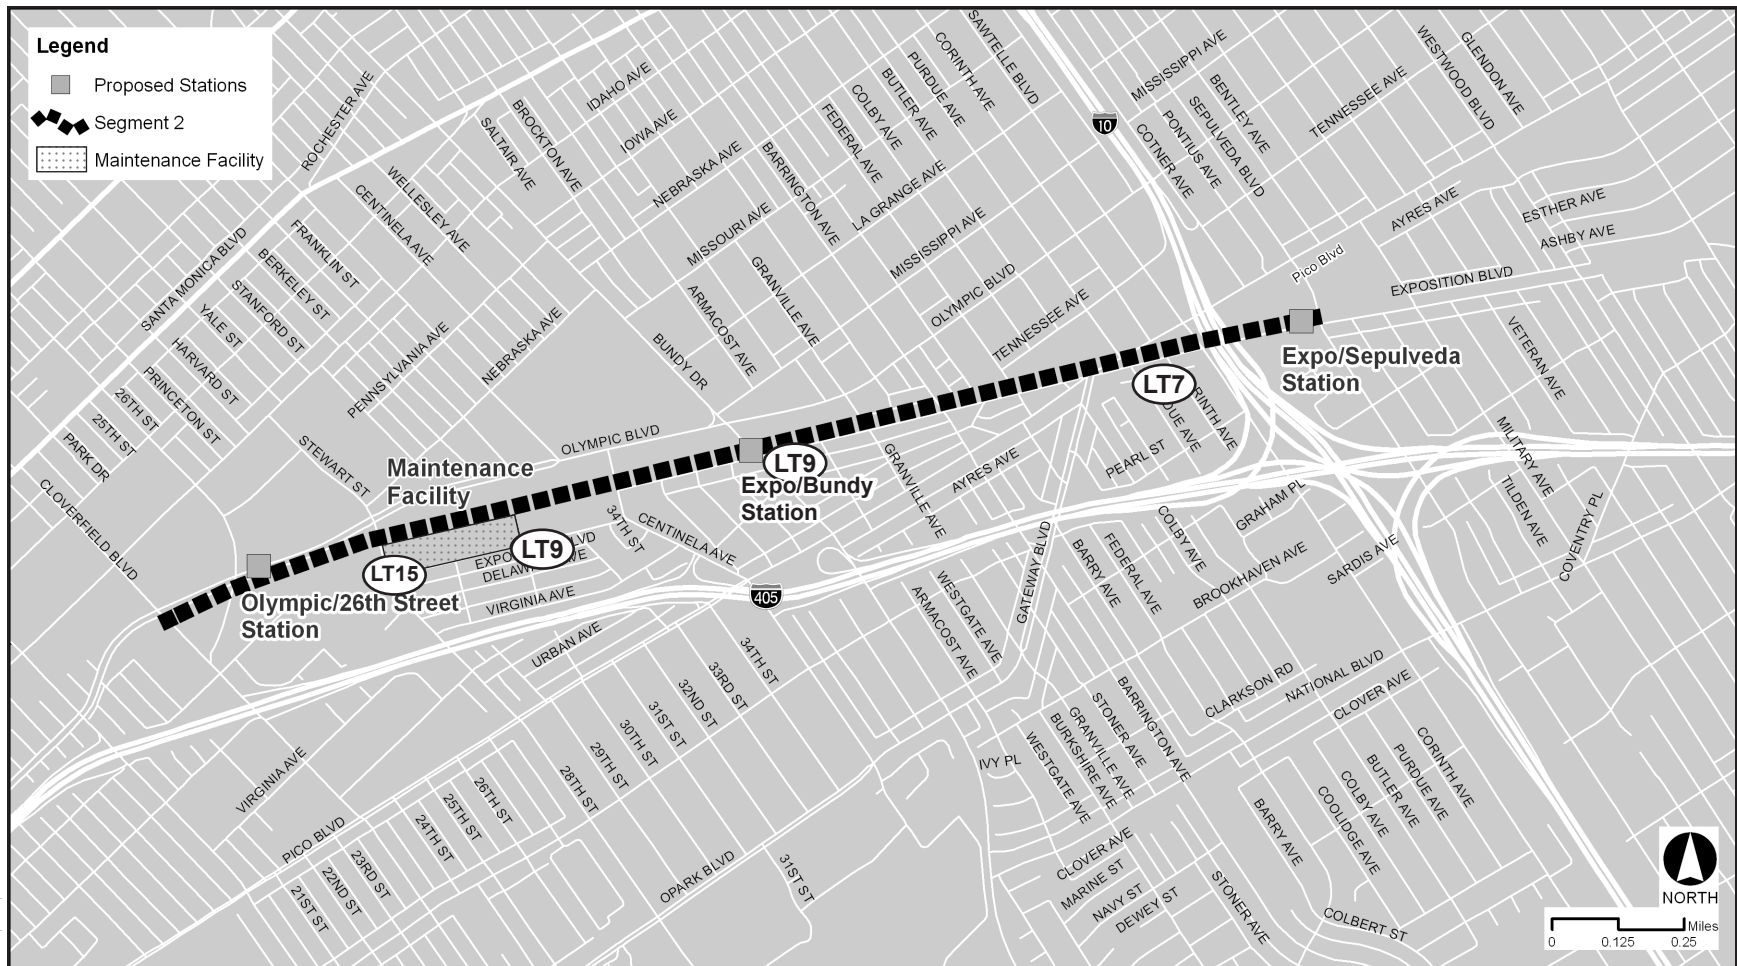 Legend
Proposed Stations
Segment 2
Maintenance Facility
ROCHESTER AVE
IDAHO AVE
IOWA AVE
BROCKTON AVE
SALTAIR AVE
NEBRASKA AVE
BARRINGTON AVE
FEDERAL AVE
COLBY AVE
BUTLER AVE
PURDUE AVE
CORINTH AVE
SAWTELLE BLVD
LA GRANGE AVE
MISSISSIPPI AVE
MISSOURI AVE
10
MISSISSIPPI AVE
BENTLEY AVE
SEPULVEDA BLVD
PONTIUS AVE
COTNER AVE
TENNESSEE AVE
WESTWOOD BLVD
GLENDON AVE
AYRES AVE
ESTHER AVE
ASHBY AVE
Pico Blvd
EXPOSITION BLVD
WELLESLEY AVE
CENTINELA AVE
SANTA MONICA BLVD
FRANKLIN ST
BERKELEY ST
STANFORD ST
YALE ST
HARVARD ST
PRINCETON ST
26TH ST
25TH ST
PARK DR
CLOVERFIELD BLVD
STEWART ST
PENNSYLVANIA AVE
NEBRASKA AVE
BUNDY DR
ARMACOST AVE
GRANVILLE AVE
OLYMPIC BLVD
TENNESSEE AVE
OLYMPIC BLVD
Expo/Sepulveda
Station
LT7
RINTH AVE
DUE AVE
VETERAN AVE
MILITARY AVE
TILDEN AVE
COVENTRY PL
Maintenance
Facility
LT9
Expo/Bundy
Station
GRANVILLE AVE
AYRES AVE
PEARL ST
GRAHAM PL
COLBY AVE
BROOKHAVEN AVE
SARDIS AVE
34TH ST
CENTINELA AVE
LT9
EXPO
LVD
DELAW
AVE
LT15
VIRGINIA AVE
Olympic/26th Street
Station
405
GATEWAY BLVD
BARRY AVE
FEDERAL AVE
WESTGATE AVE
ARMACOST AVE
URBAN AVE
34TH ST
33RD ST
32ND ST
31ST ST
30TH ST
29TH ST
28TH ST
26TH ST
25TH ST
24TH ST
23RD ST
22ND ST
21ST ST
VIRGINIA AVE
PICO BLVD
OPARK BLVD
31ST ST
IVY PL
CLARKSON RD
NATIONAL BLVD
CLOVER AVE
BARRINGTON AVE
STONER AVE
GRANVILLE AVE
BURKSHIRE AVE
WESTGATE AVE
CORINTH AVE
PURDUE AVE
BUTLER AVE
COLBY AVE
COOLIDGE AVE
BARRY AVE
CLOVER AVE
MARINE ST
NAVY ST
DEWEY ST
STONER AVE
COLBERT ST
NORTH
Miles
0 0.125 0.25